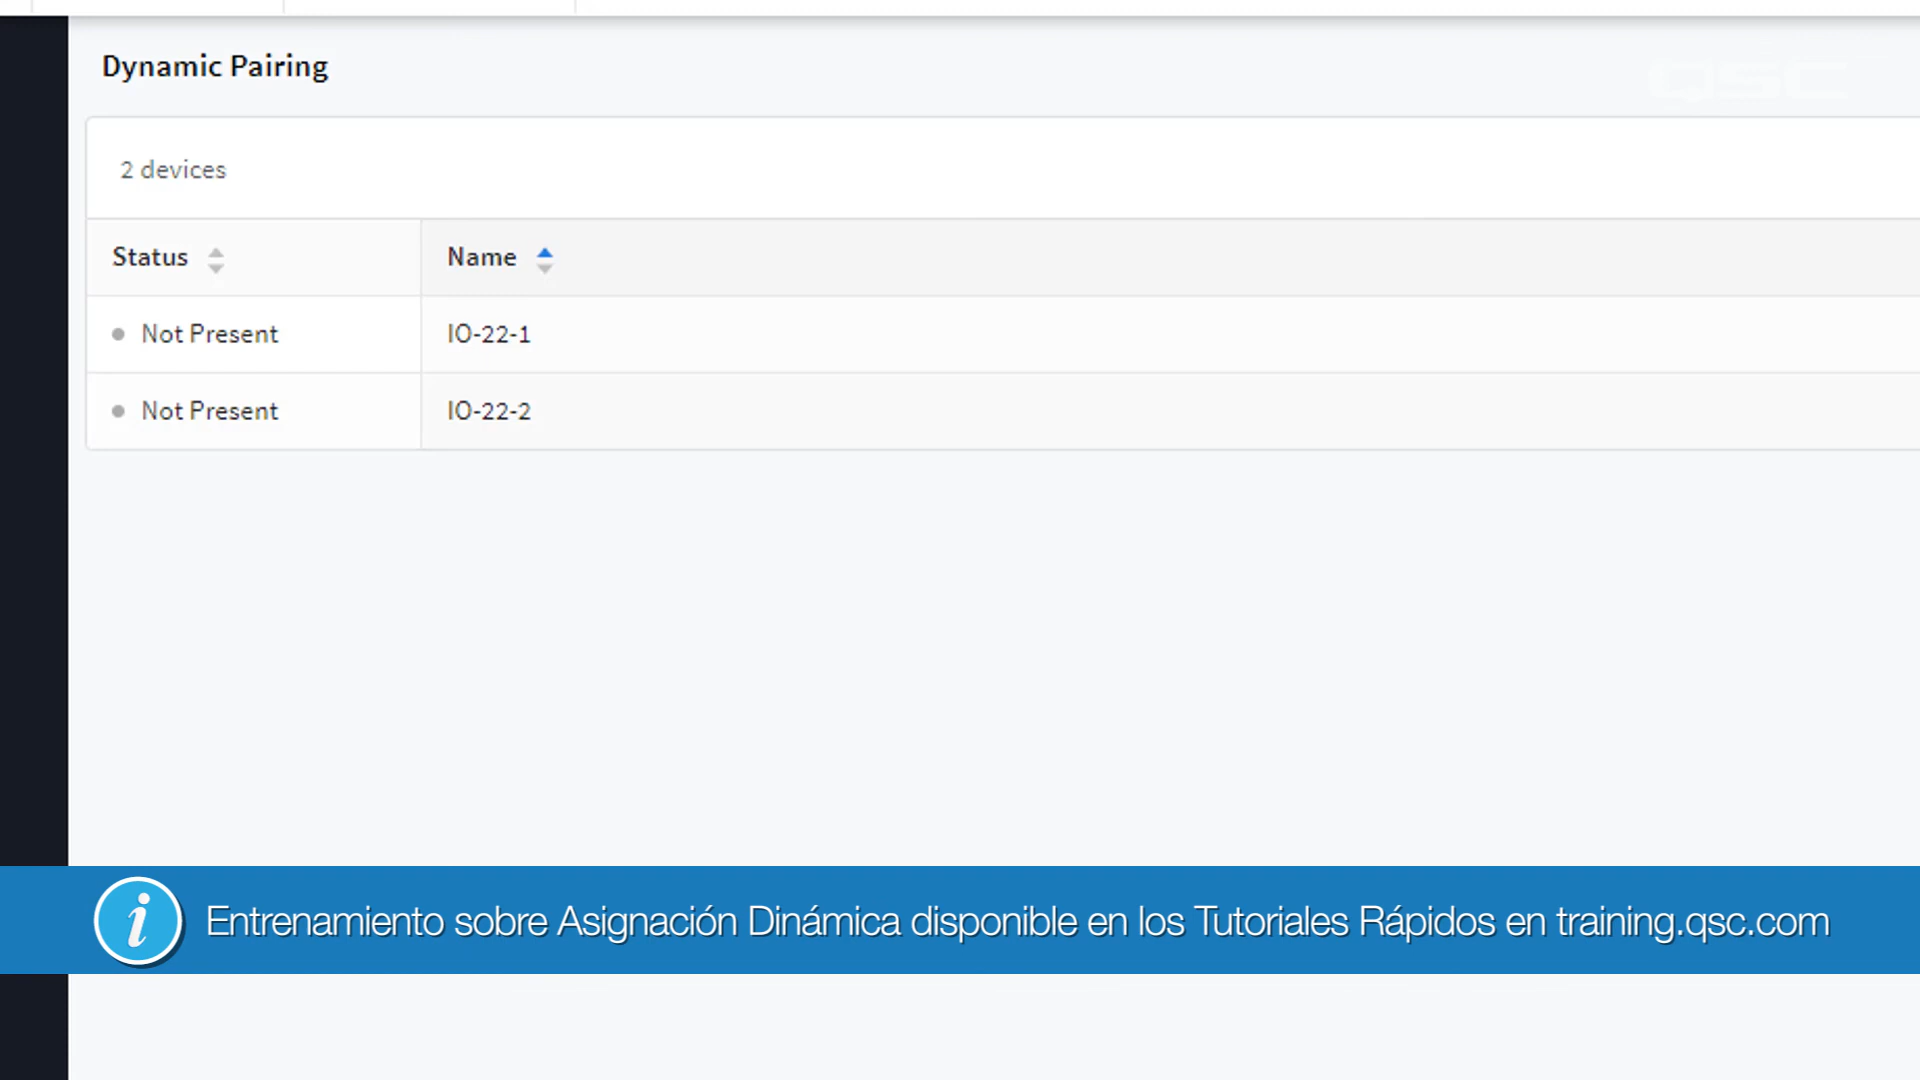 Dynamic Pairing
QSC
2 devices
Status Name
Not Present IO-22-1
Not Present IO-22-2
i Entrenamiento sobre Asignación Dinámica disponible en los Tutoriales Rápidos en training.qsc.com